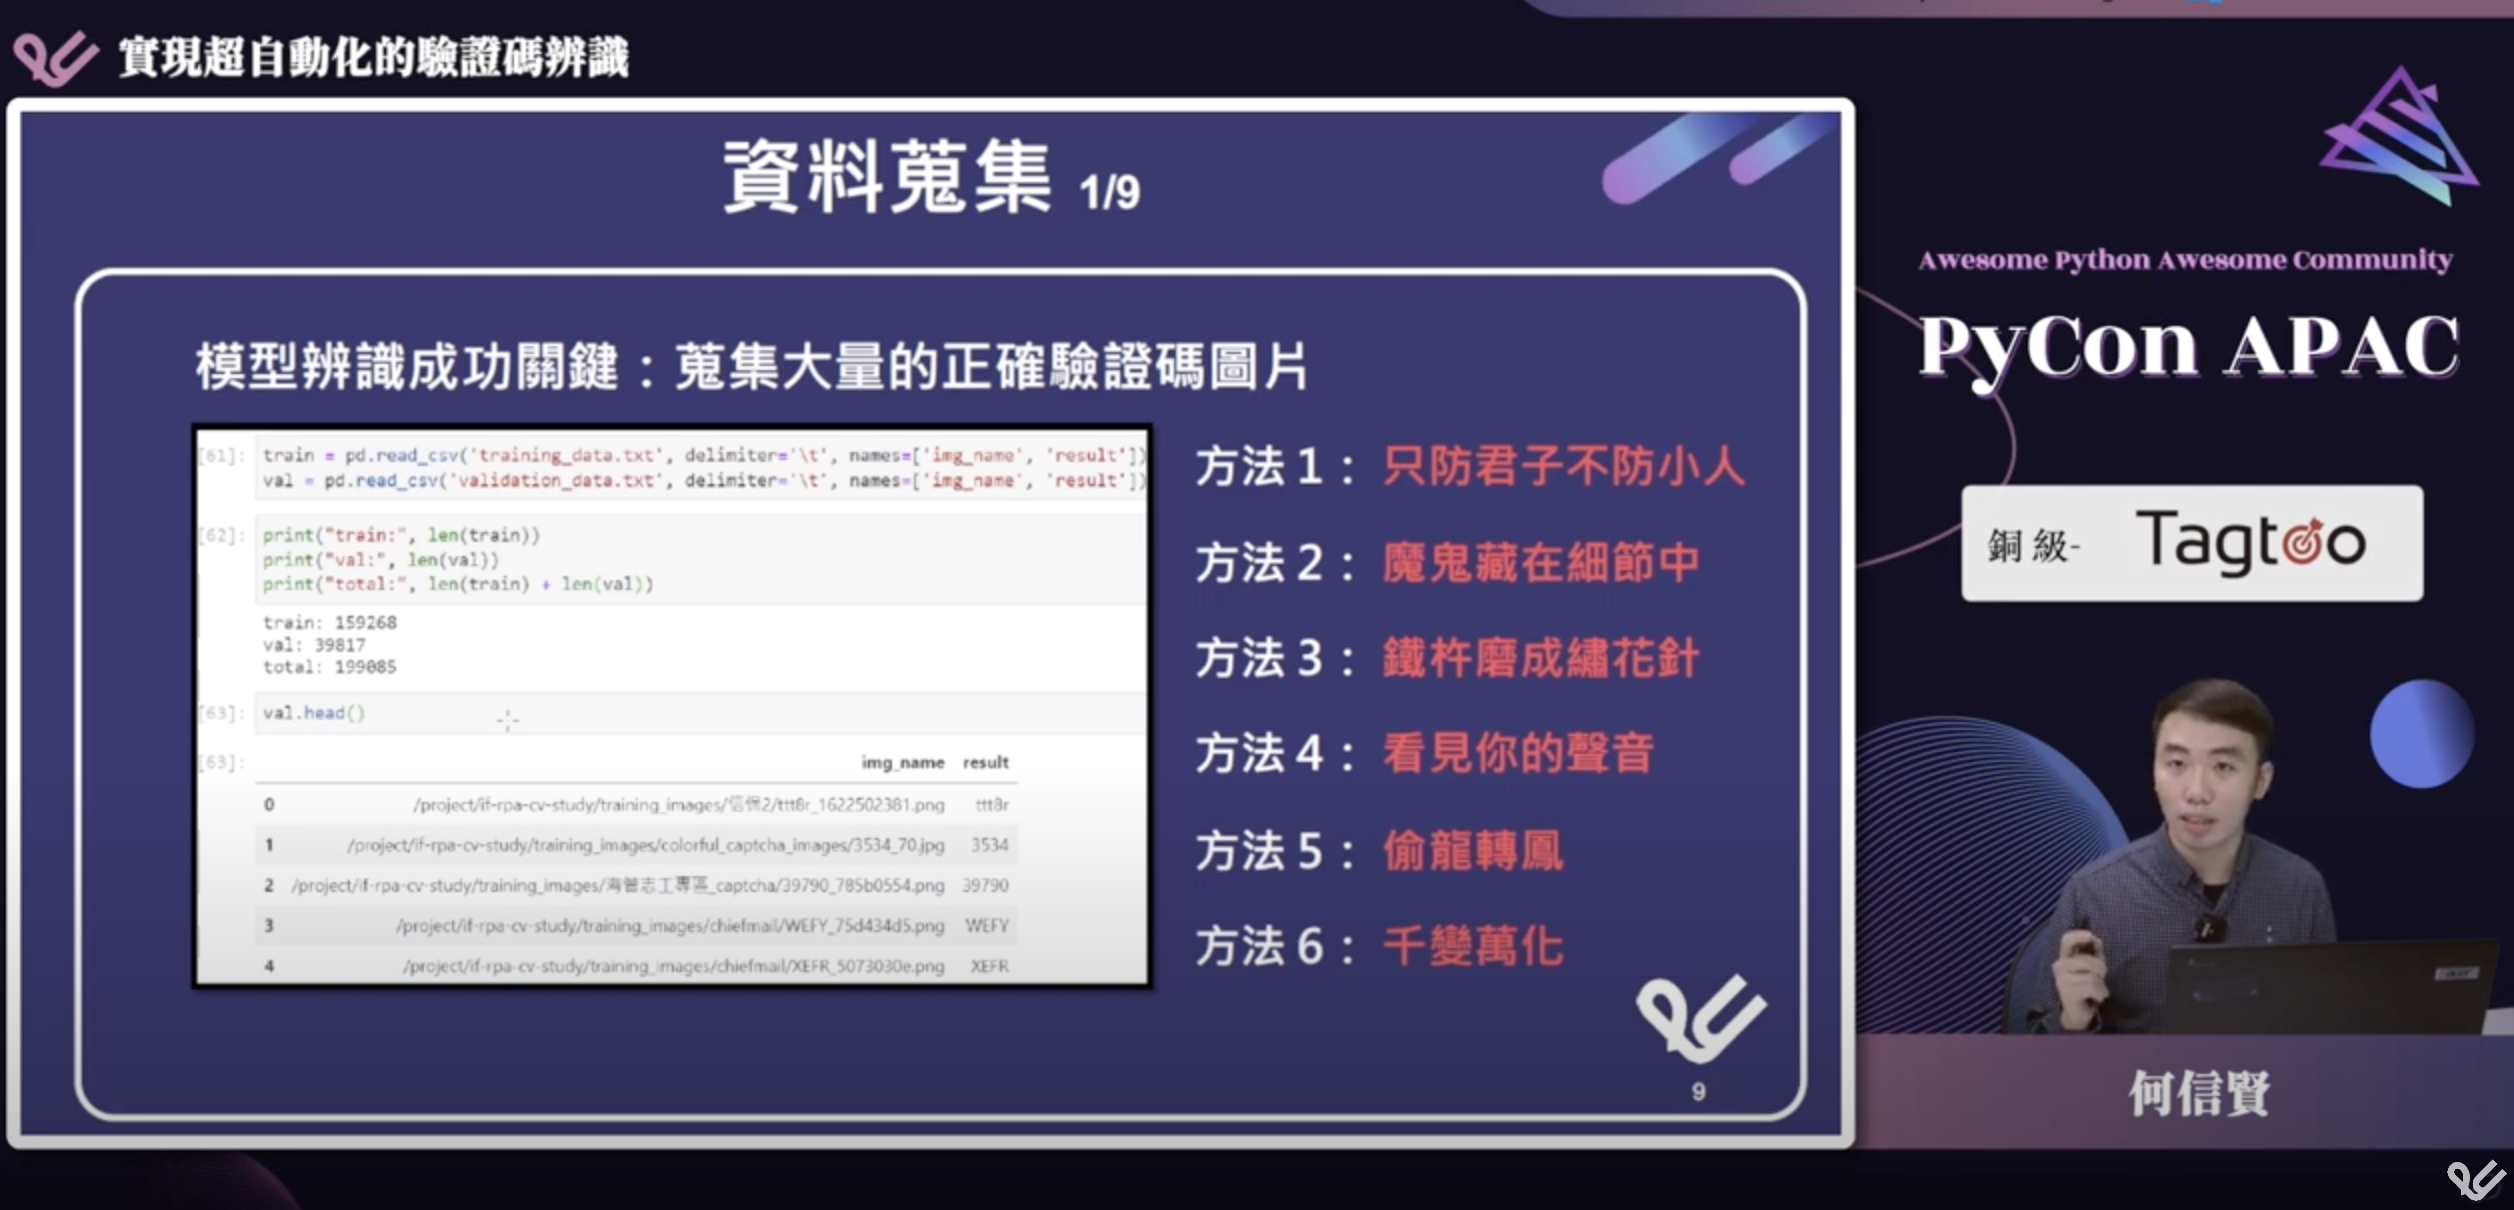 實現超自動化的驗證碼辨識
資料蒐集 1/9
模型辨識成功關鍵：蒐集大量的正確驗證碼圖片
[61]: train = pd.read_csv('training_data.txt', delimiter='\t', names=['img_name', 'result'])
val = pd.read_csv('validation_data.txt', delimiter='\t', names=['img_name', 'result'])
[62]: print("train:", len(train))
print("val:", len(val))
print("total:", len(train) + len(val))
train: 159268
val: 39817
total: 199085
[63]: val.head()
[63]: img_name result
0 /project/if-rpa-cv-study/training_images/信保2/ttt8r_1622502381.png ttt8r
1 /project/if-rpa-cv-study/training_images/colorful_captcha_images/3534_70.jpg 3534
2 /project/if-rpa-cv-study/training_images/海管志工專區_captcha/39790_785b0554.png 39790
3 /project/if-rpa-cv-study/training_images/chiefmail/WEFY_75d434d5.png WEFY
4 /project/if-rpa-cv-study/training_images/chiefmail/XEFR_5073030e.png XEFR
方法 1： 只防君子不防小人
方法 2： 魔鬼藏在細節中
方法 3： 鐵杵磨成繡花針
方法 4： 看見你的聲音
方法 5： 偷龍轉鳳
方法 6： 千變萬化
9
Awesome Python Awesome Community
PyCon APAC
銅級- Tagtoo
acer
何信賢